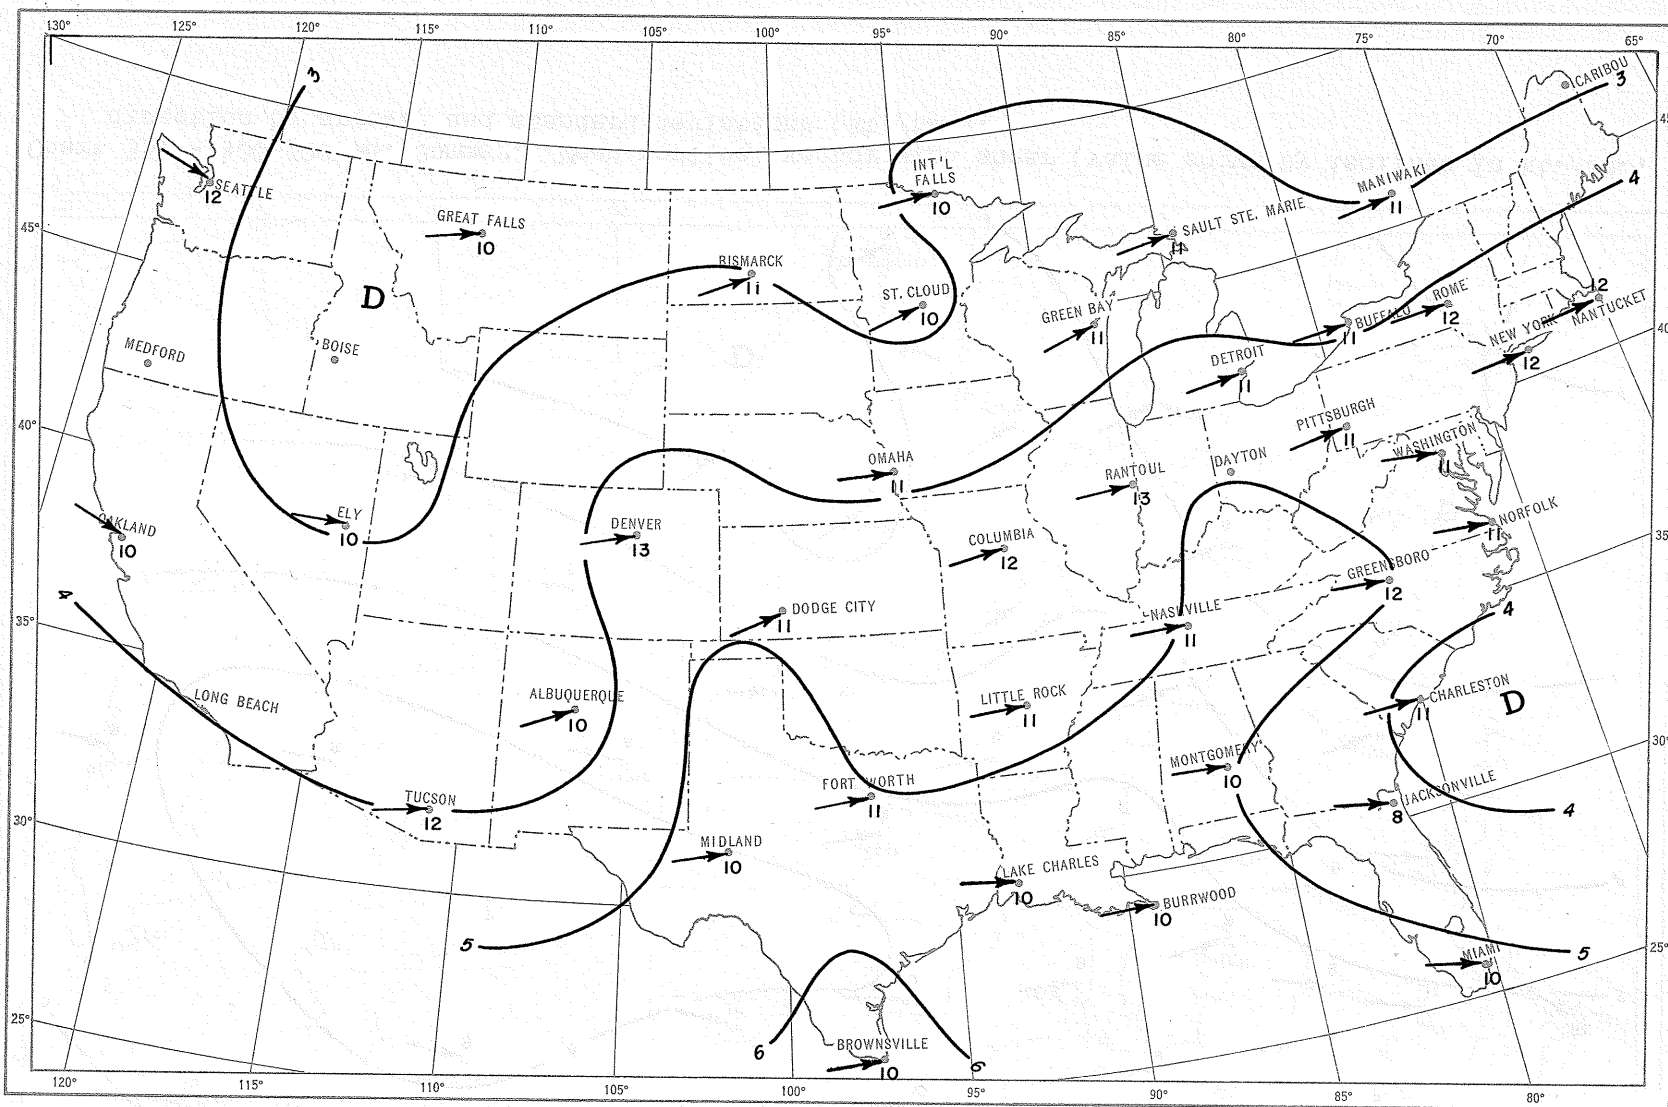 130°
125°
120°
115°
110°
105°
100°
95°
90°
85°
80°
75°
70°
65°
3
CARIBOU
3
45
INT'L
FALLS
10
MANIWAKI
11
4
SEATTLE
12
GREAT FALLS
10
SAULT STE. MARIE
11
45°
BISMARCK
11
D
ST. CLOUD
10
GREEN BAY
11
BUFFALO
11
ROME
12
12
NANTUCKET
NEW YORK
12
40
MEDFORD
BOISE
DETROIT
11
40°
PITTSBURGH
11
WASHINGTON
11
OMAHA
11
RANTOUL
13
DAYTON
OAKLAND
10
ELY
10
DENVER
13
COLUMBIA
12
NORFOLK
11
35°
GREENSBORO
12
4
DODGE CITY
11
NASHVILLE
11
4
35°
LONG BEACH
ALBUQUERQUE
10
LITTLE ROCK
11
CHARLESTON
11
D
30°
MONTGOMERY
10
TUCSON
12
FORT WORTH
11
JACKSONVILLE
8
4
30°
MIDLAND
10
LAKE CHARLES
10
BURRWOOD
10
5
MIAMI
10
5
25°
25°
6
BROWNSVILLE
10
6
120°
115°
110°
105°
100°
95°
90°
85°
80°